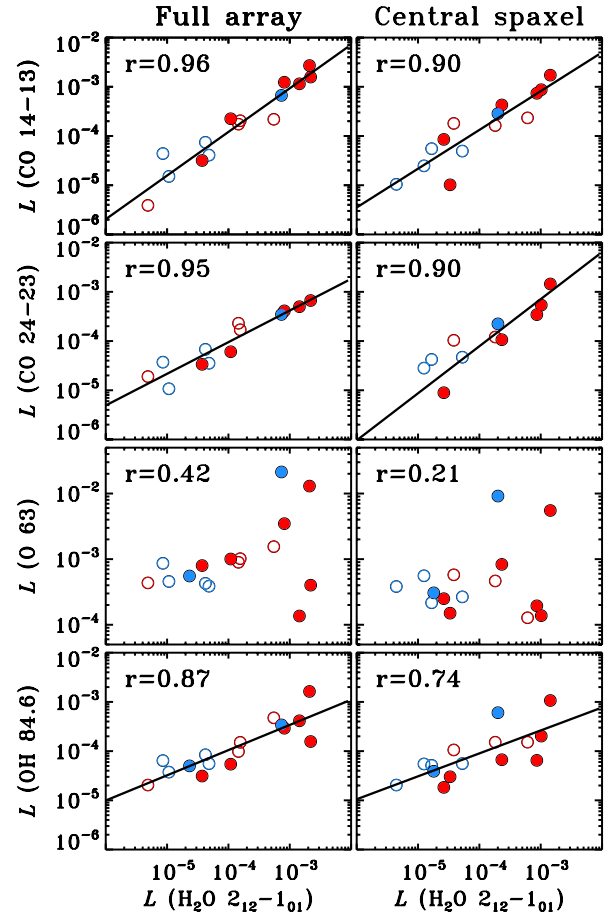 Full array Central spaxel
10⁻² 10⁻³ 10⁻⁴ 10⁻⁵ 10⁻⁶
L (CO 14−13)
r=0.96 r=0.90
10⁻² 10⁻³ 10⁻⁴ 10⁻⁵ 10⁻⁶
L (CO 24−23)
r=0.95 r=0.90
10⁻² 10⁻³ 10⁻⁴
L (O 63)
r=0.42 r=0.21
10⁻² 10⁻³ 10⁻⁴ 10⁻⁵ 10⁻⁶
L (OH 84.6)
r=0.87 r=0.74
10⁻⁵ 10⁻⁴ 10⁻³ 10⁻⁵ 10⁻⁴ 10⁻³
L (H₂O 2₁₂−1₀₁) L (H₂O 2₁₂−1₀₁)